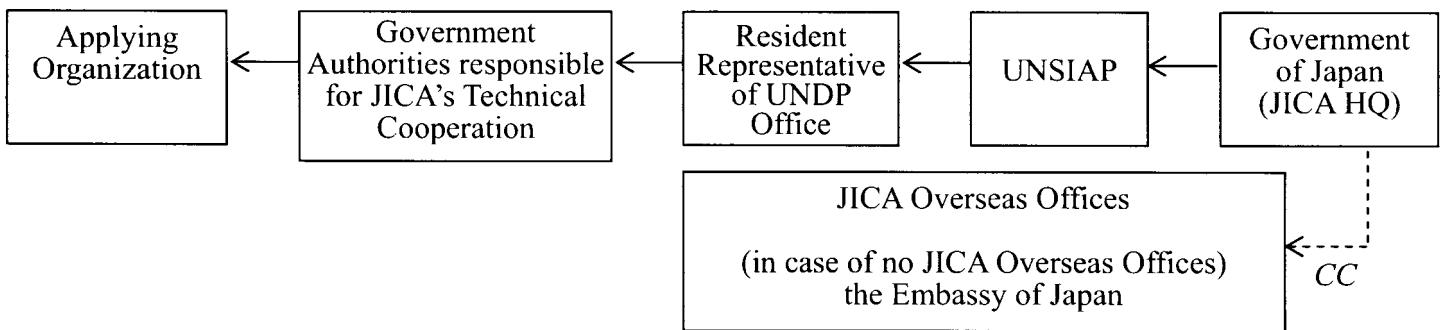 Applying
Organization
Government
Authorities responsible
for JICA's Technical
Cooperation
Resident
Representative
of UNDP
Office
UNSIAP
Government
of Japan
(JICA HQ)
JICA Overseas Offices
(in case of no JICA Overseas Offices)
the Embassy of Japan
CC